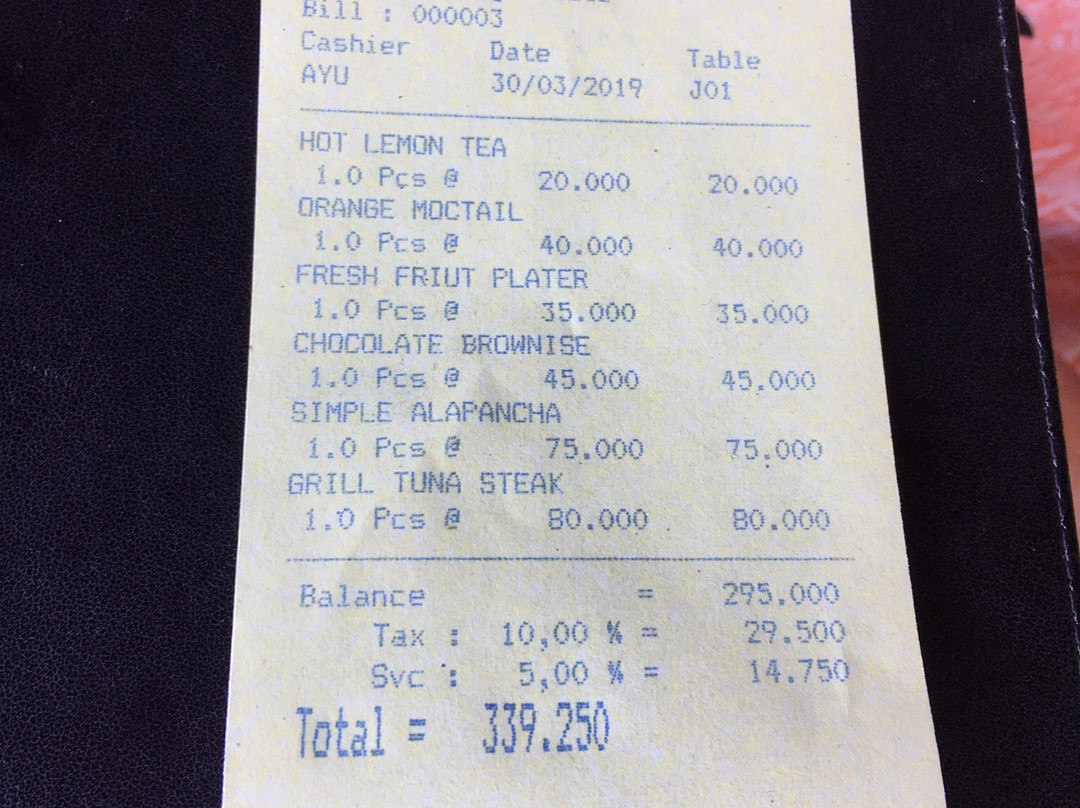 Bill : 000003
Cashier Date Table
AYU 30/03/2019 J01
HOT LEMON TEA
1.0 Pcs @ 20.000 20.000
ORANGE MOCTAIL
1.0 Pcs @ 40.000 40.000
FRESH FRIUT PLATER
1.0 Pcs @ 35.000 35.000
CHOCOLATE BROWNISE
1.0 Pcs @ 45.000 45.000
SIMPLE ALAPANCHA
1.0 Pcs @ 75.000 75.000
GRILL TUNA STEAK
1.0 Pcs @ 80.000 80.000
Balance = 295.000
Tax : 10,00 % = 29.500
Svc : 5,00 % = 14.750
Total = 339.250